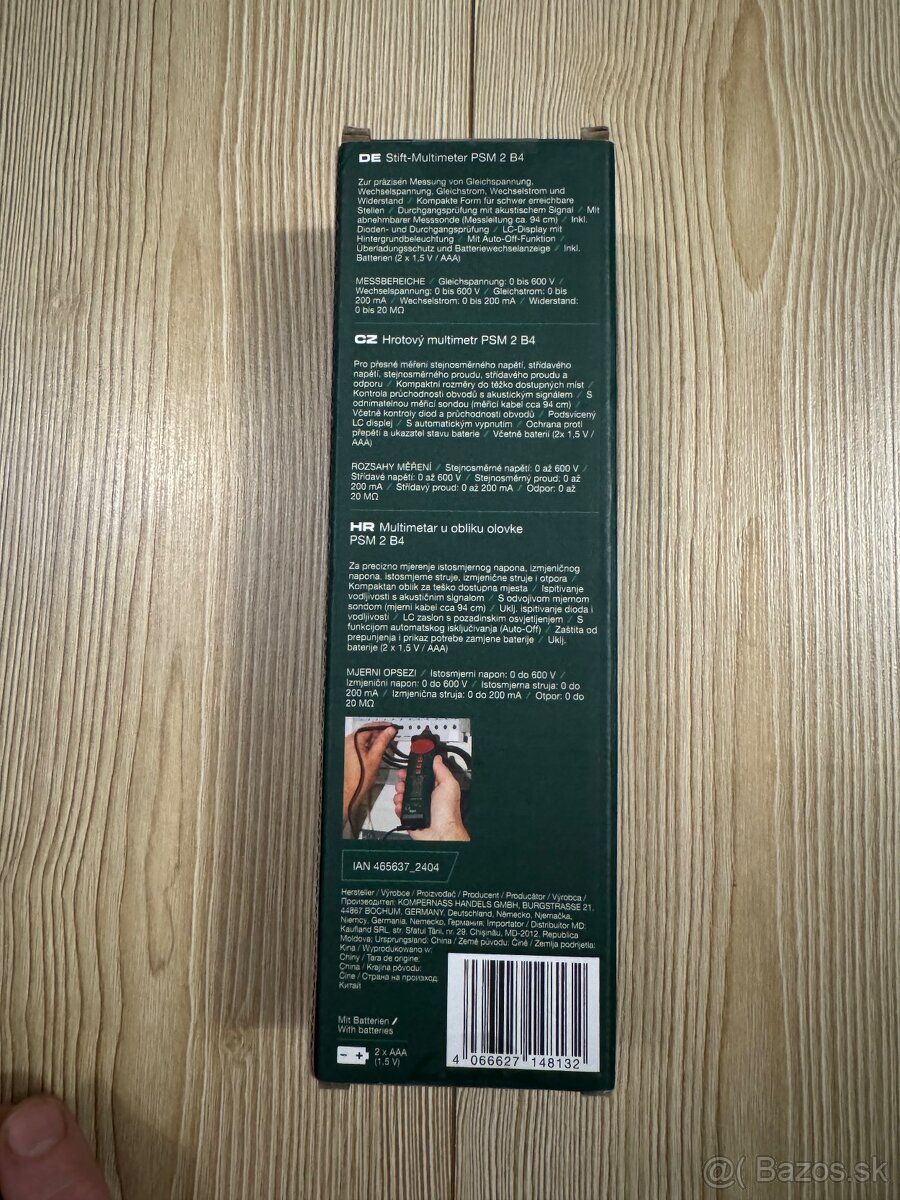 DE Stift-Multimeter PSM 2 B4
Zur präzisen Messung von Gleichspannung,
Wechselspannung, Gleichstrom, Wechselstrom und
Widerstand / Kompakte Form für schwer erreichbare
Stellen / Durchgangsprüfung mit akustischem Signal / Mit
abnehmbarer Messsonde (Messleitung ca. 94 cm) / Inkl.
Dioden- und Durchgangsprüfung / LC-Display mit
Hintergrundbeleuchtung / Mit Auto-Off-Funktion /
Überladungsschutz und Batteriewechselanzeige / Inkl.
Batterien (2 x 1,5 V / AAA)
MESSBEREICHE / Gleichspannung: 0 bis 600 V /
Wechselspannung: 0 bis 600 V / Gleichstrom: 0 bis
200 mA / Wechselstrom: 0 bis 200 mA / Widerstand:
0 bis 20 MΩ
CZ Hrotový multimetr PSM 2 B4
Pro přesné měření stejnosměrného napětí, střídavého
napětí, stejnosměrného proudu, střídavého proudu a
odporu / Kompaktní rozměry do těžko dostupných míst /
Kontrola průchodnosti obvodů s akustickým signálem / S
odnímatelnou měřicí sondou (měřicí kabel cca 94 cm) /
Včetně kontroly diod a průchodnosti obvodů / Podsvícený
LC displej / S automatickým vypnutím / Ochrana proti
přepětí a ukazatel stavu baterie / Včetně baterií (2x 1,5 V /
AAA)
ROZSAHY MĚŘENÍ / Stejnosměrné napětí: 0 až 600 V /
Střídavé napětí: 0 až 600 V / Stejnosměrný proud: 0 až
200 mA / Střídavý proud: 0 až 200 mA / Odpor: 0 až
20 MΩ
HR Multimetar u obliku olovke
PSM 2 B4
Za precizno mjerenje istosmjernog napona, izmjeničnog
napona, istosmjerne struje, izmjenične struje i otpora /
Kompaktan oblik za teško dostupna mjesta / Ispitivanje
vodljivosti s akustičnim signalom / S odvojivom mjernom
sondom (mjerni kabel cca 94 cm) / Uklj. ispitivanje dioda i
vodljivosti / LC zaslon s pozadinskim osvjetljenjem / S
funkcijom automatskog isključivanja (Auto-Off) / Zaštita od
prepunjenja i prikaz potrebe zamjene baterije / Uklj.
baterije (2 x 1,5 V / AAA)
MJERNI OPSEZI / Istosmjerni napon: 0 do 600 V /
Izmjenični napon: 0 do 600 V / Istosmjerna struja: 0 do
200 mA / Izmjenična struja: 0 do 200 mA / Otpor: 0 do
20 MΩ
IAN 465637_2404
Hersteller / Výrobce / Proizvođač / Producent / Producător / Výrobca /
Производител: KOMPERNASS HANDELS GMBH, BURGSTRASSE 21,
44867 BOCHUM, GERMANY, Deutschland, Německo, Njemačka,
Niemcy, Germania, Nemecko, Германия; Importator / Distribuitor MD:
Kaufland SRL, str. Sfatul Țării, nr. 29, Chișinău, MD-2012, Republica
Moldova; Ursprungsland: China / Země původu: Čína / Zemlja podrijetla:
Kina / Wyprodukowano w:
Chiny / Țara de origine:
China / Krajina pôvodu:
Čína / Страна на произход:
Китай
Mit Batterien /
With batteries
2 x AAA
(1.5 V)
4 066627 148132
@( Bazos.sk